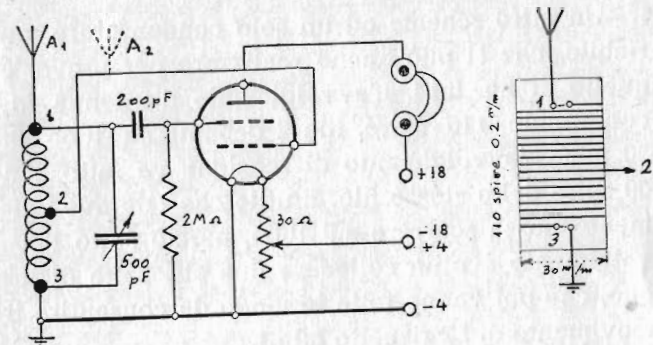 A1
A2
1
200pF
2
3
500
pF
2MΩ
30Ω
+18
-18
+4
-4
1
110 spire 0.2 m/m
2
3
30 m/m